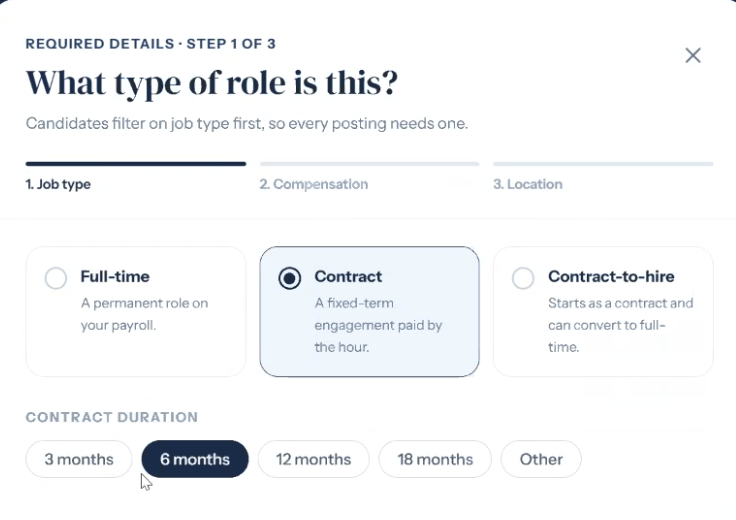 REQUIRED DETAILS · STEP 1 OF 3
What type of role is this?
Candidates filter on job type first, so every posting needs one.
1. Job type
2. Compensation
3. Location
Full-time
A permanent role on
your payroll.
Contract
A fixed-term
engagement paid by
the hour.
Contract-to-hire
Starts as a contract and
can convert to full-
time.
CONTRACT DURATION
3 months
6 months
12 months
18 months
Other